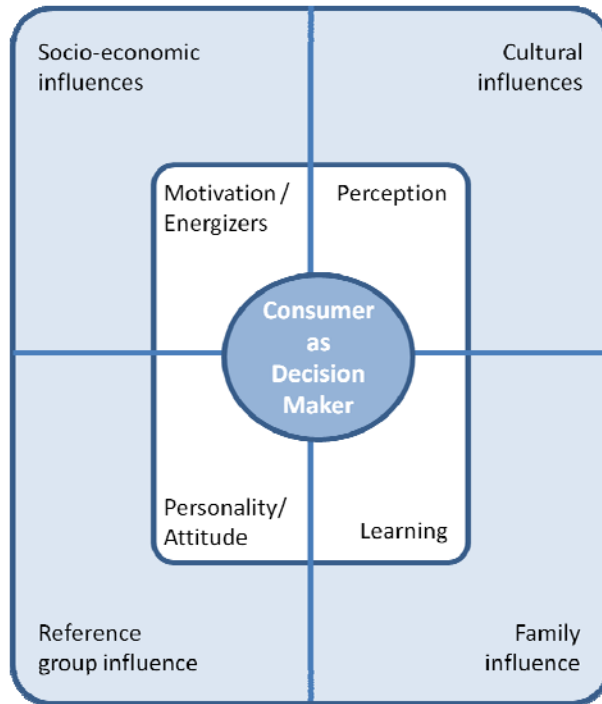 Socio-economic
influences
Cultural
influences
Motivation /
Energizers
Perception
Consumer
as
Decision
Maker
Personality/
Attitude
Learning
Reference
group influence
Family
influence